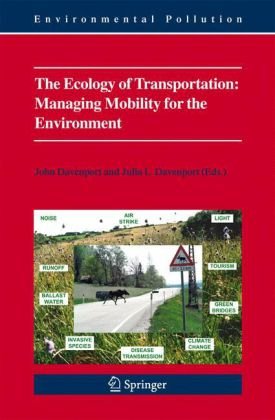 Environmental Pollution
The Ecology of Transportation:
Managing Mobility for the
Environment
John Davenport and Julia L. Davenport (Eds.)
NOISE
AIR
STRIKE
LIGHT
RUNOFF
TOURISM
BALLAST
WATER
GREEN
BRIDGES
INVASIVE
SPECIES
DISEASE
TRANSMISSION
CLIMATE
CHANGE
Springer